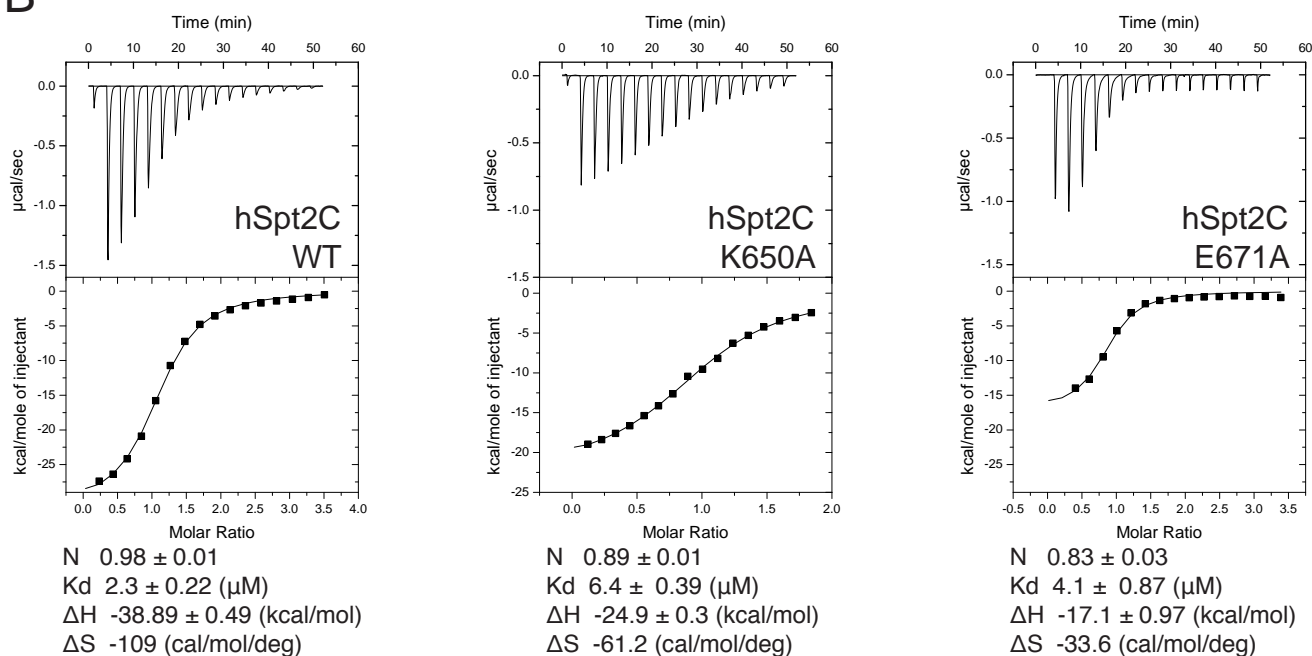 B
Time (min)
0 10 20 30 40 50 60
0.0
-0.5
-1.0
-1.5
µcal/sec
hSpt2C
WT
0
-5
-10
-15
-20
-25
kcal/mole of injectant
0.0 0.5 1.0 1.5 2.0 2.5 3.0 3.5 4.0
Molar Ratio
N 0.98 ± 0.01
Kd 2.3 ± 0.22 (µM)
ΔH -38.89 ± 0.49 (kcal/mol)
ΔS -109 (cal/mol/deg)
Time (min)
0 10 20 30 40 50 60
0.0
-0.5
-1.0
-1.5
µcal/sec
hSpt2C
K650A
0
-5
-10
-15
-20
-25
kcal/mole of injectant
0.0 0.5 1.0 1.5 2.0
Molar Ratio
N 0.89 ± 0.01
Kd 6.4 ± 0.39 (µM)
ΔH -24.9 ± 0.3 (kcal/mol)
ΔS -61.2 (cal/mol/deg)
Time (min)
0 10 20 30 40 50 60
0.0
-0.5
-1.0
-1.5
µcal/sec
hSpt2C
E671A
0
-5
-10
-15
-20
-25
kcal/mole of injectant
-0.5 0.0 0.5 1.0 1.5 2.0 2.5 3.0 3.5
Molar Ratio
N 0.83 ± 0.03
Kd 4.1 ± 0.87 (µM)
ΔH -17.1 ± 0.97 (kcal/mol)
ΔS -33.6 (cal/mol/deg)